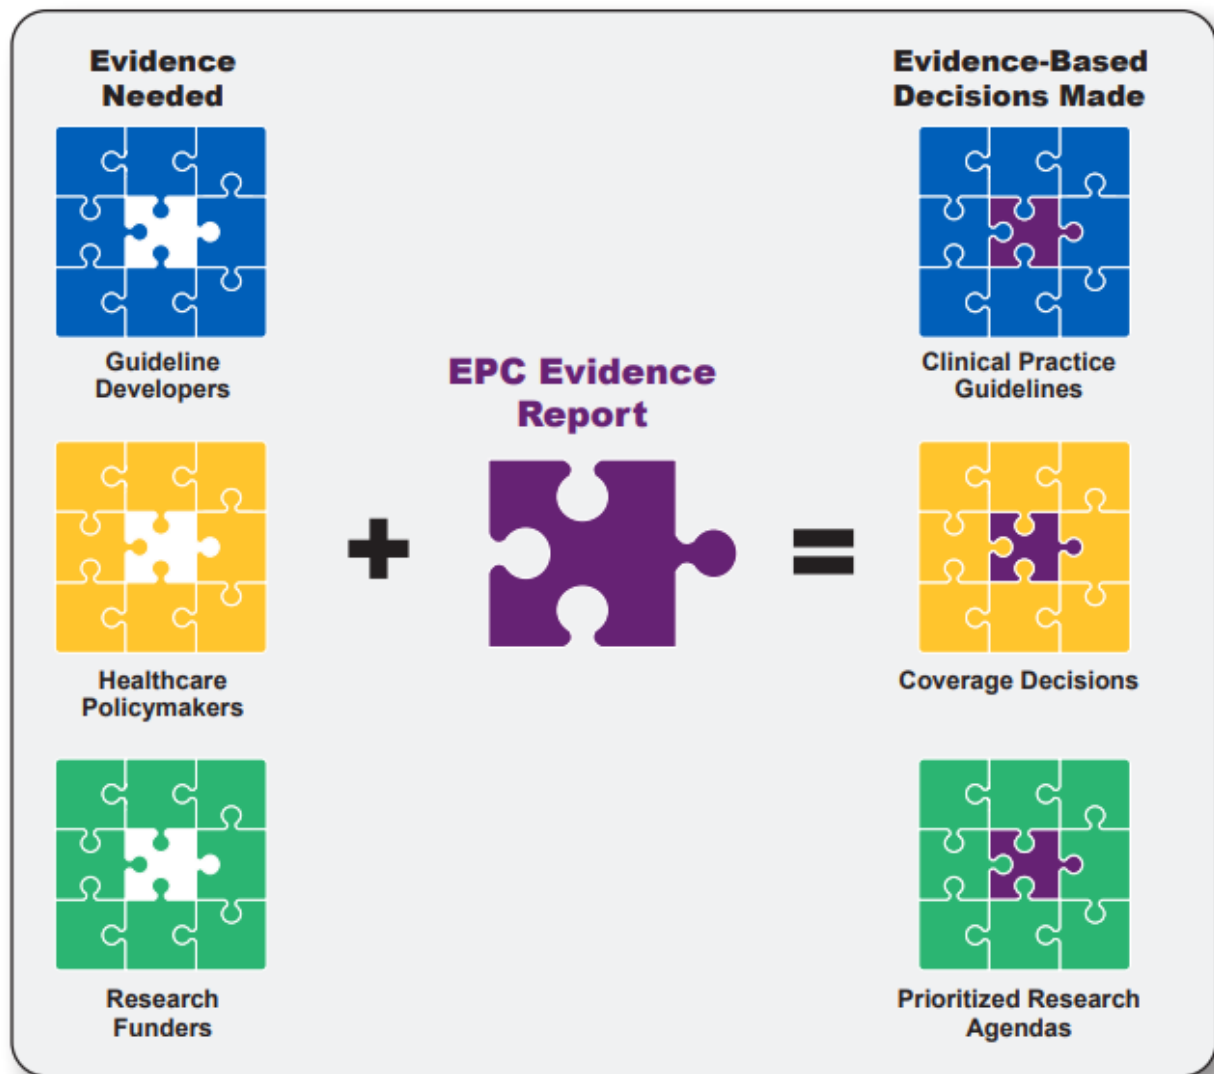 Evidence
Needed
Guideline
Developers
Healthcare
Policymakers
Research
Funders
EPC Evidence
Report
Evidence-Based
Decisions Made
Clinical Practice
Guidelines
Coverage Decisions
Prioritized Research
Agendas